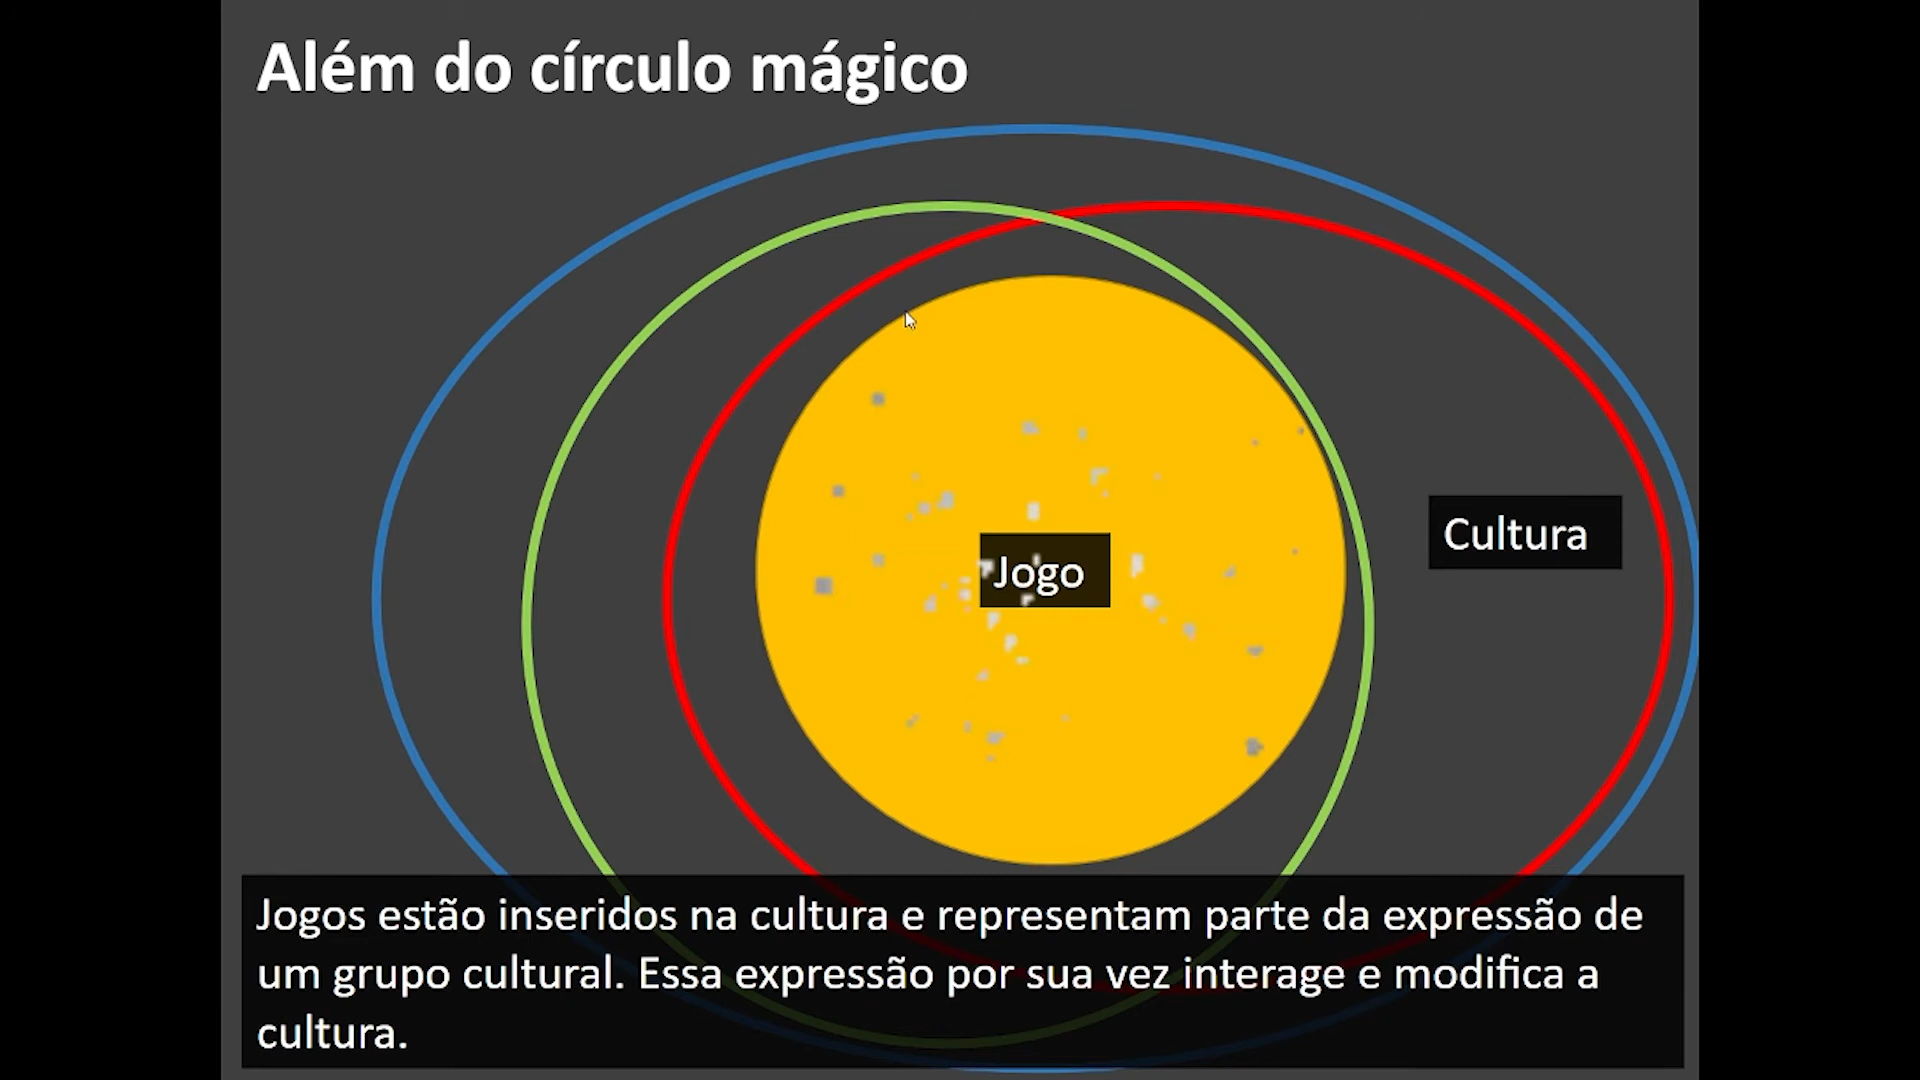 Além do círculo mágico
Cultura
Jogo
Jogos estão inseridos na cultura e representam parte da expressão de
um grupo cultural. Essa expressão por sua vez interage e modifica a
cultura.